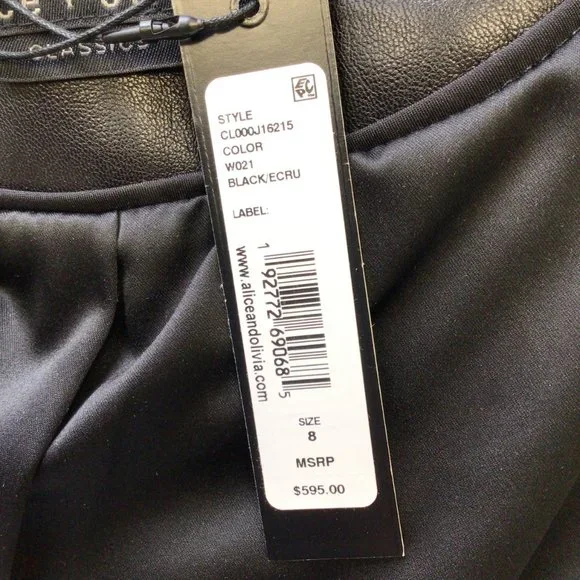 CLASSICS
EPC
STYLE
CL000J16215
COLOR
W021
BLACK/ECRU
LABEL:
www.aliceandolivia.com
1 92772 69068 5
SIZE
8
MSRP
$595.00